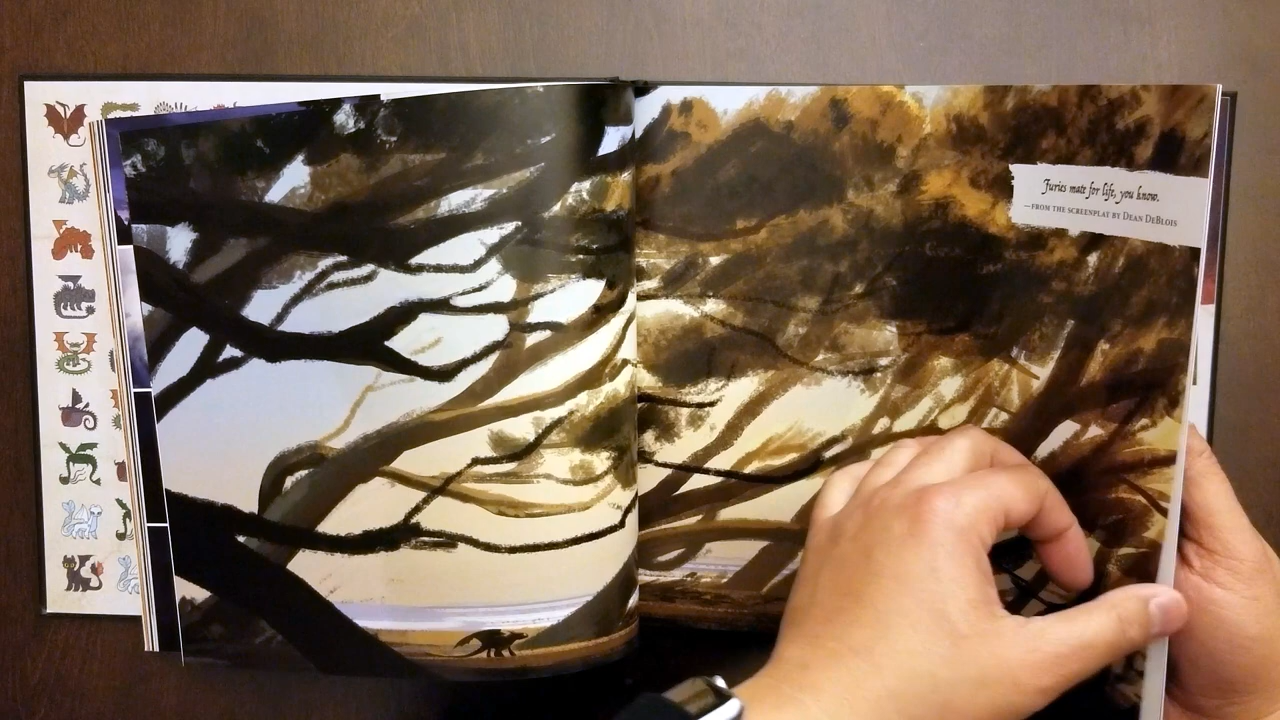 Furies mate for life, you know.
—FROM THE SCREENPLAY BY DEAN DEBLOIS